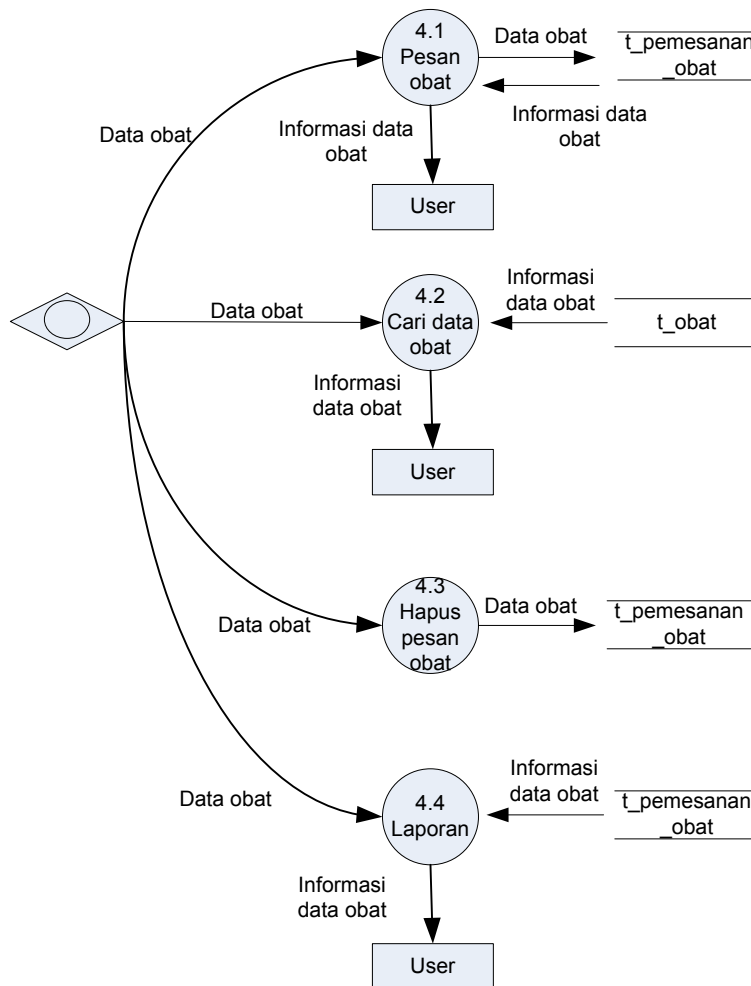 4.1
Pesan
obat
Data obat
t_pemesanan
_obat
Informasi data
obat
Data obat
Informasi data
obat
User
4.2
Cari data
obat
Data obat
Informasi
data obat
t_obat
Informasi
data obat
User
4.3
Hapus
pesan
obat
Data obat
t_pemesanan
_obat
Data obat
4.4
Laporan
Informasi
data obat
t_pemesanan
_obat
Data obat
Informasi
data obat
User